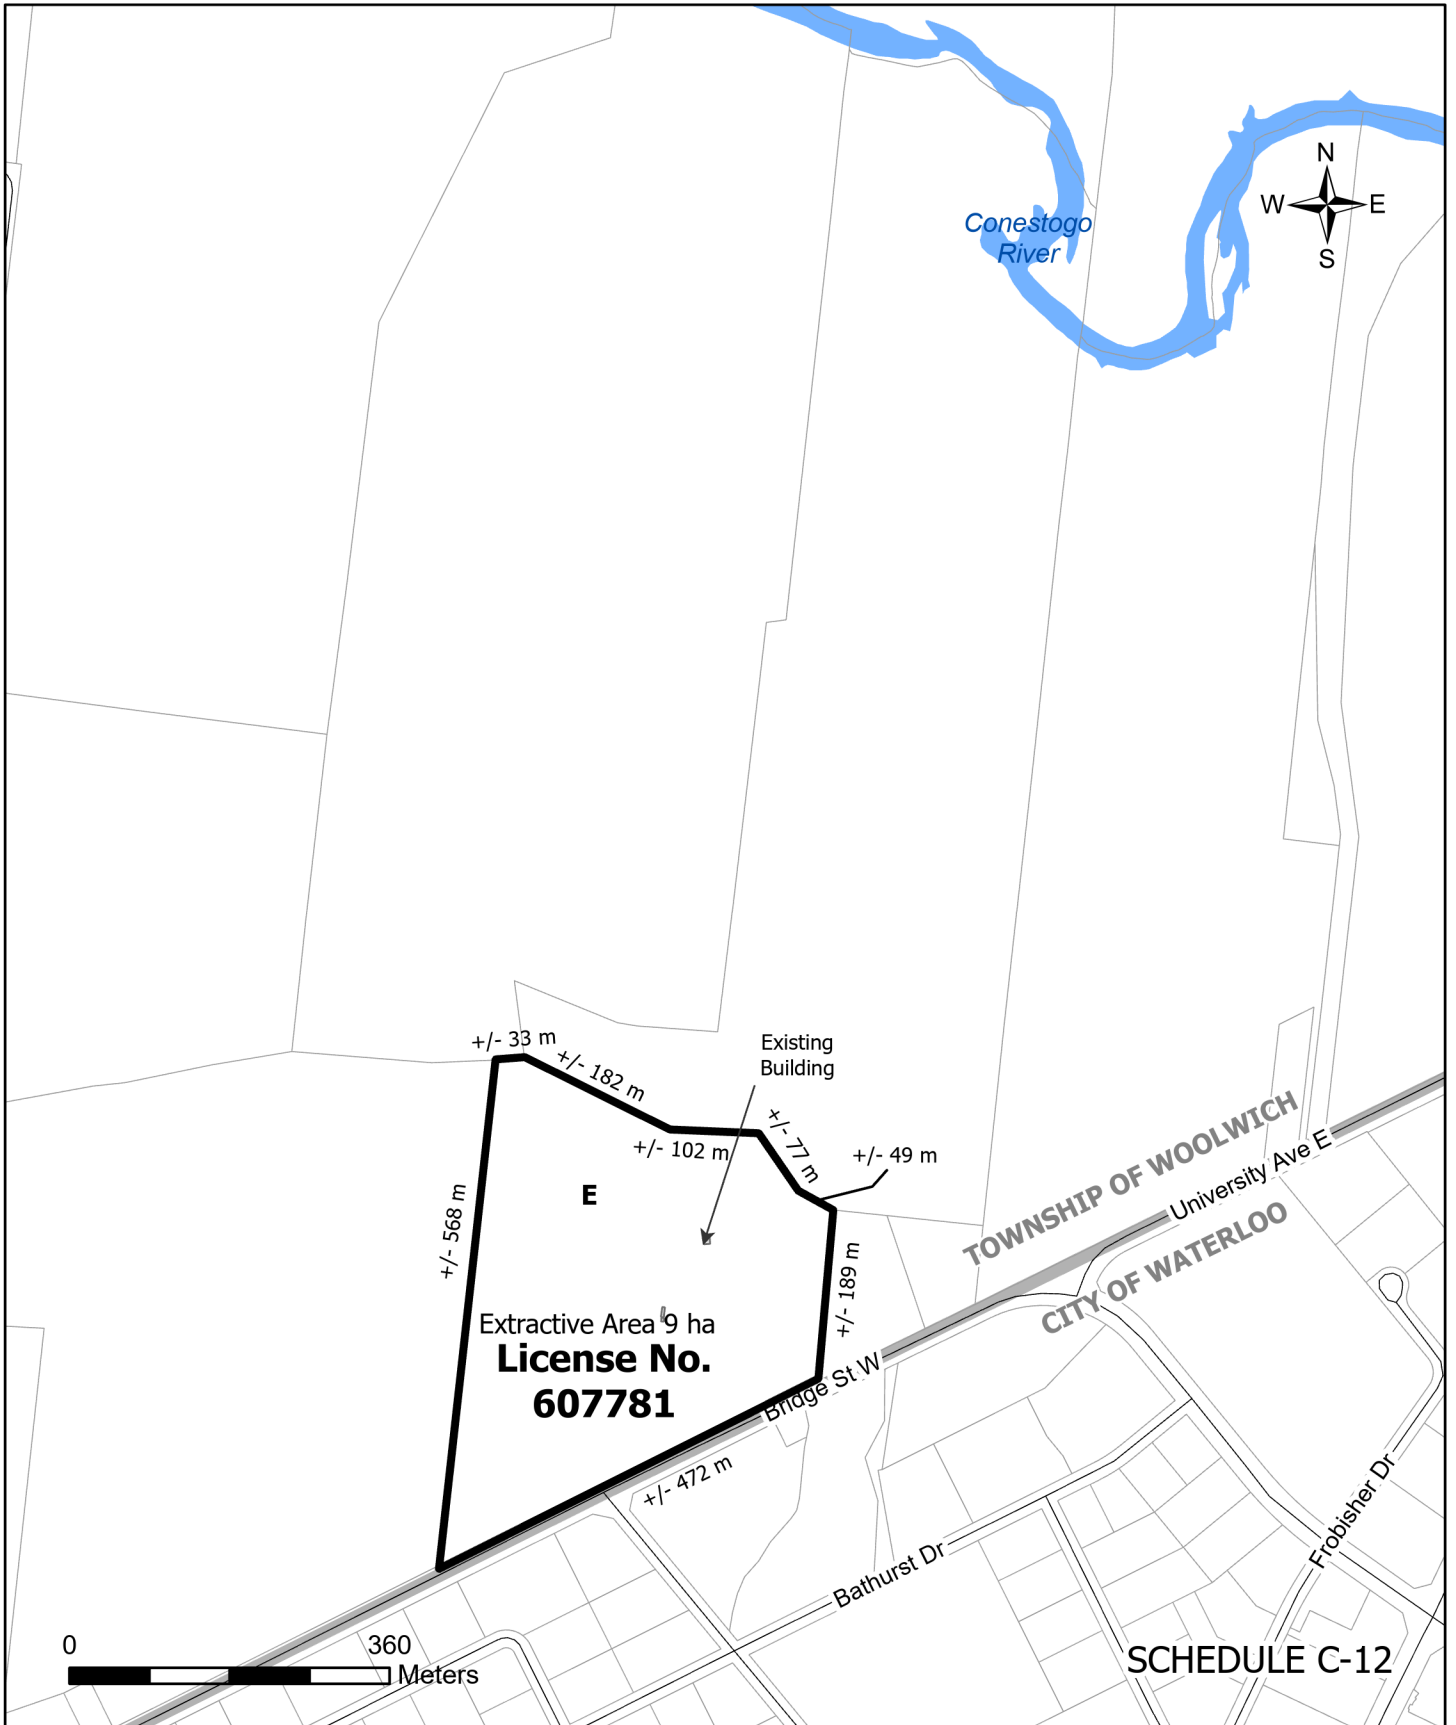 N
W
E
S
Conestogo
River
+/- 33 m
+/- 182 m
Existing
Building
+/- 102 m
+/- 77 m
+/- 49 m
E
+/- 568 m
+/- 189 m
TOWNSHIP OF WOOLWICH
University Ave E
CITY OF WATERLOO
Extractive Area 9 ha
License No.
607781
Bridge St W
+/- 472 m
Bathurst Dr
Frobisher Dr
0
360
Meters
SCHEDULE C-12